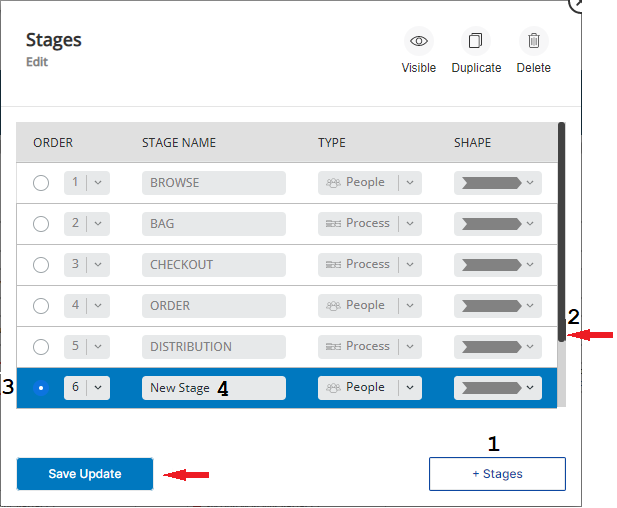 Stages
Edit
Visible Duplicate Delete
ORDER STAGE NAME TYPE SHAPE
1 BROWSE People
2 BAG Process
3 CHECKOUT Process
4 ORDER People
2
5 DISTRIBUTION Process
3 6 New Stage 4 People
1
Save Update + Stages